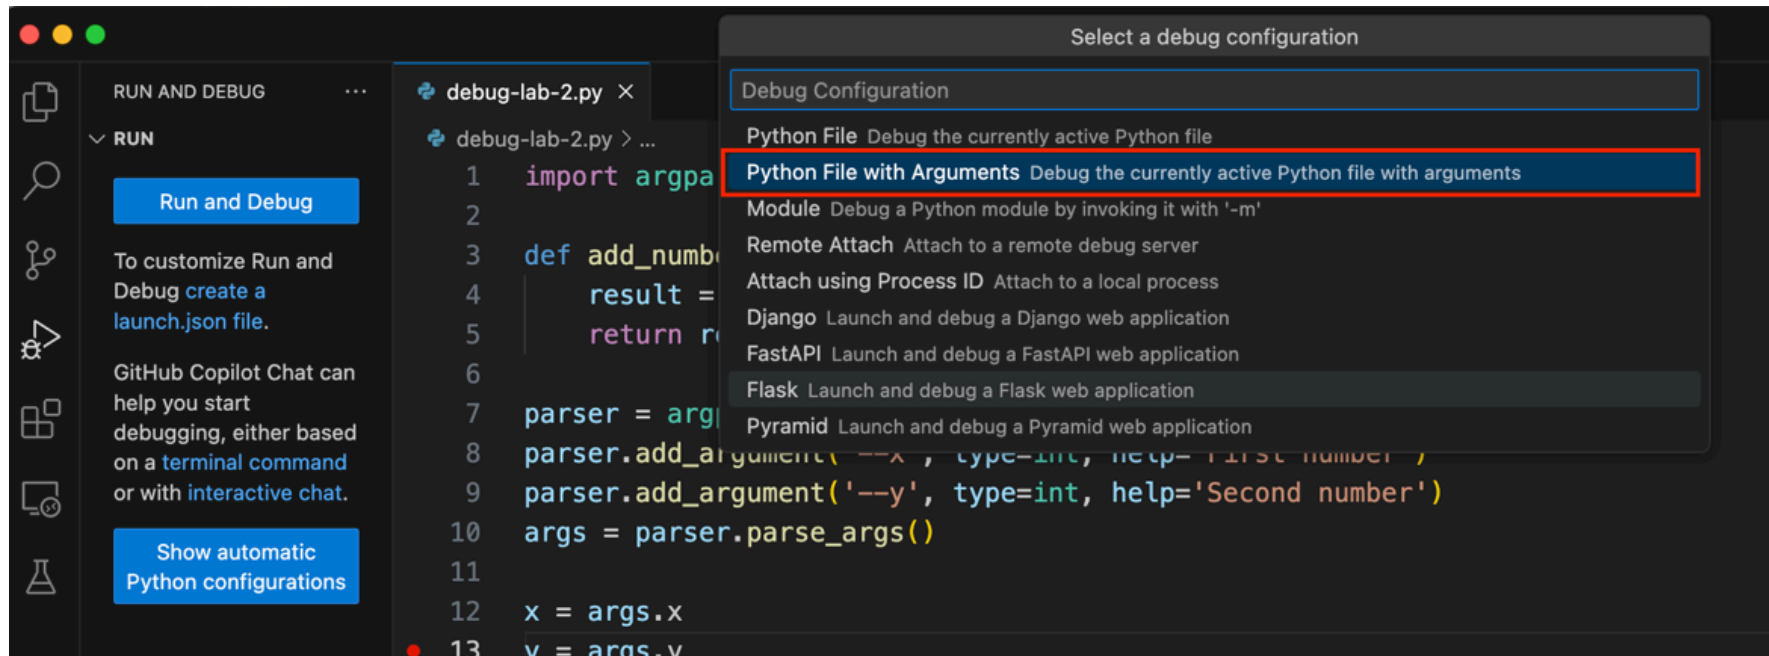 Select a debug configuration
Debug Configuration
Python File Debug the currently active Python file
Python File with Arguments Debug the currently active Python file with arguments
Module Debug a Python module by invoking it with '-m'
Remote Attach Attach to a remote debug server
Attach using Process ID Attach to a local process
Django Launch and debug a Django web application
FastAPI Launch and debug a FastAPI web application
Flask Launch and debug a Flask web application
Pyramid Launch and debug a Pyramid web application
RUN AND DEBUG ...
RUN
Run and Debug
To customize Run and
Debug create a
launch.json file.
GitHub Copilot Chat can
help you start
debugging, either based
on a terminal command
or with interactive chat.
Show automatic
Python configurations
debug-lab-2.py
debug-lab-2.py > ...
1 import argpa
2
3 def add_numb
4 result =
5 return r
6
7 parser = arg
8 parser.add_argument('--x', type=int, help='First number')
9 parser.add_argument('--y', type=int, help='Second number')
10 args = parser.parse_args()
11
12 x = args.x
13 y = args.y